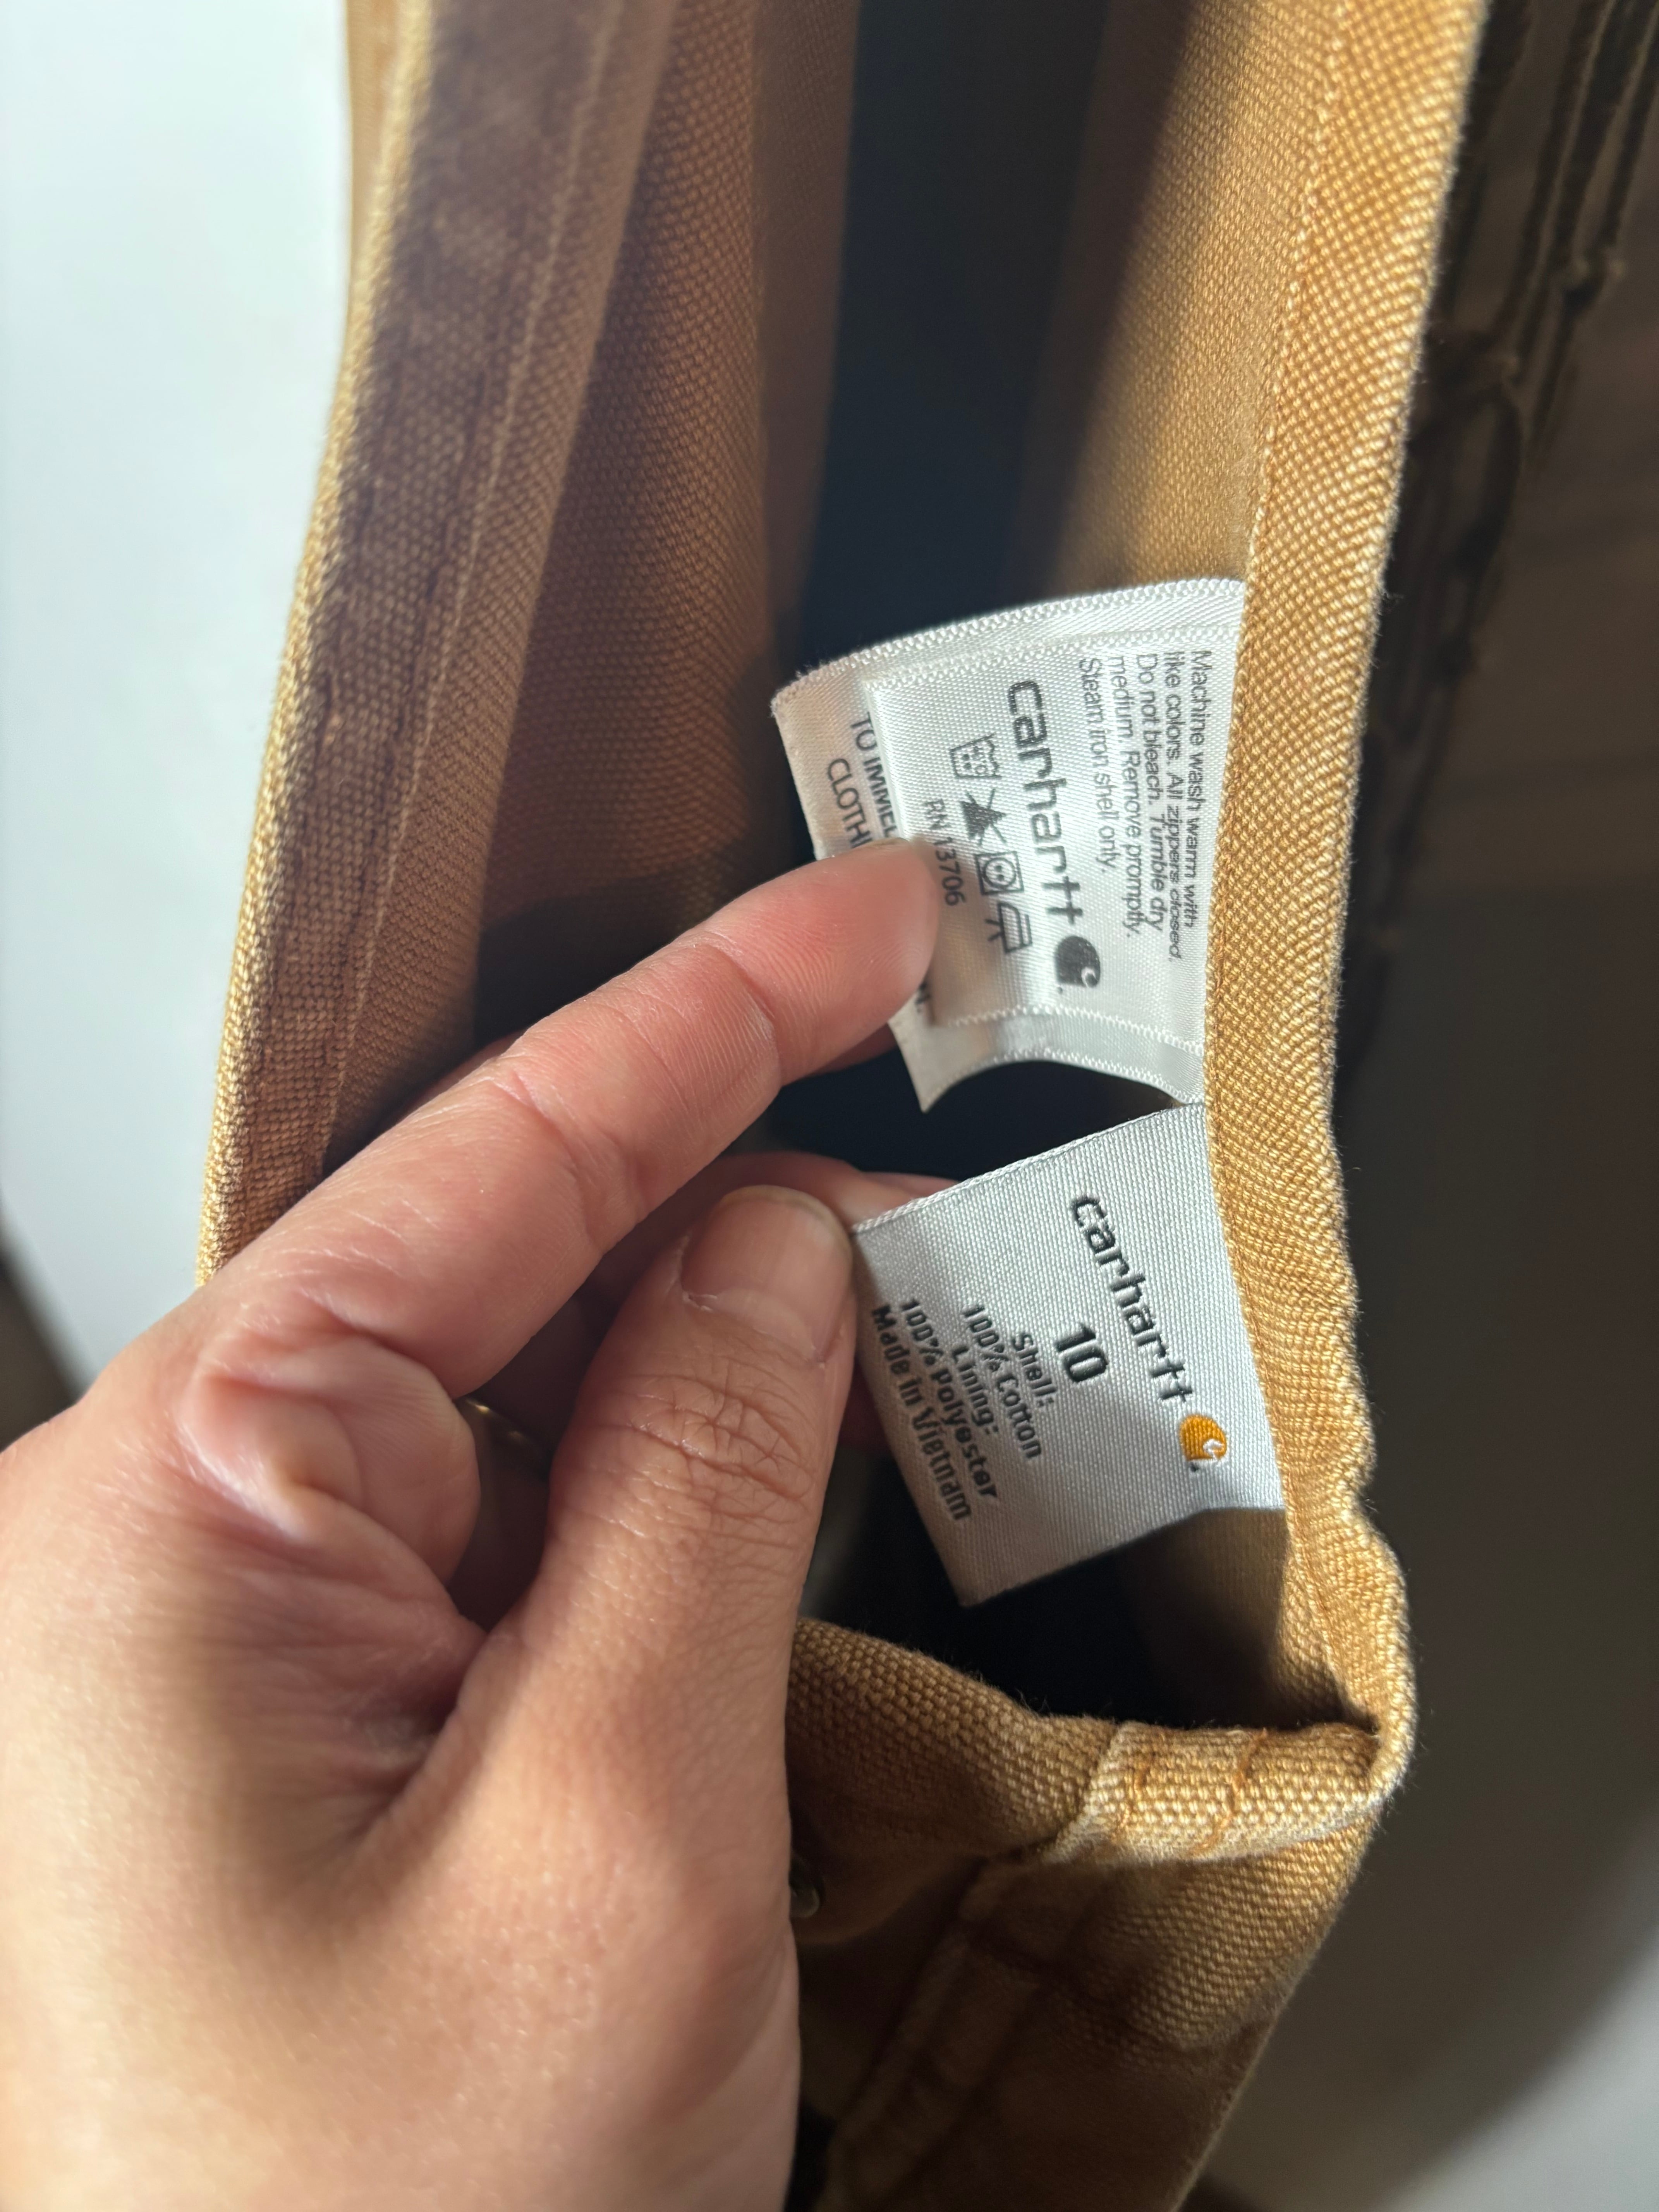 Machine wash warm with
like colors. All zippers closed.
Do not bleach. Tumble dry
medium. Remove promptly.
Steam iron shell only.
carhartt
RN 13706
carhartt
10
Shell:
100% Cotton
Lining:
100% Polyester
Made in Vietnam